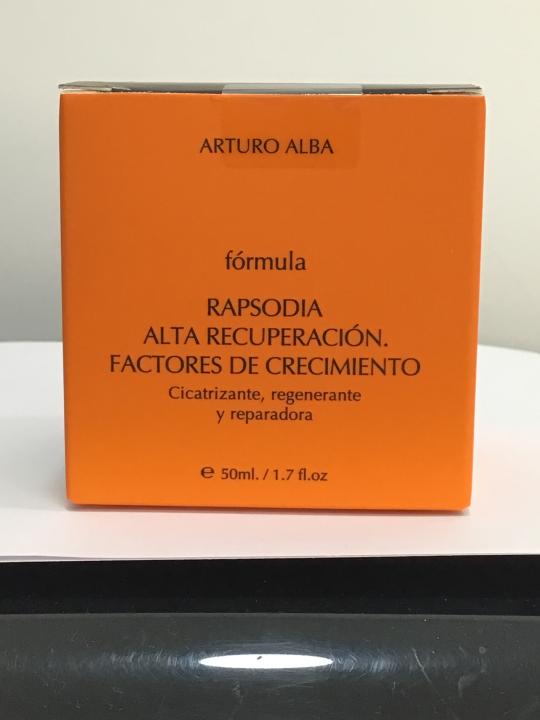 ARTURO ALBA
fórmula
RAPSODIA
ALTA RECUPERACIÓN.
FACTORES DE CRECIMIENTO
Cicatrizante, regenerante
y reparadora
℮ 50ml. / 1.7 fl.oz